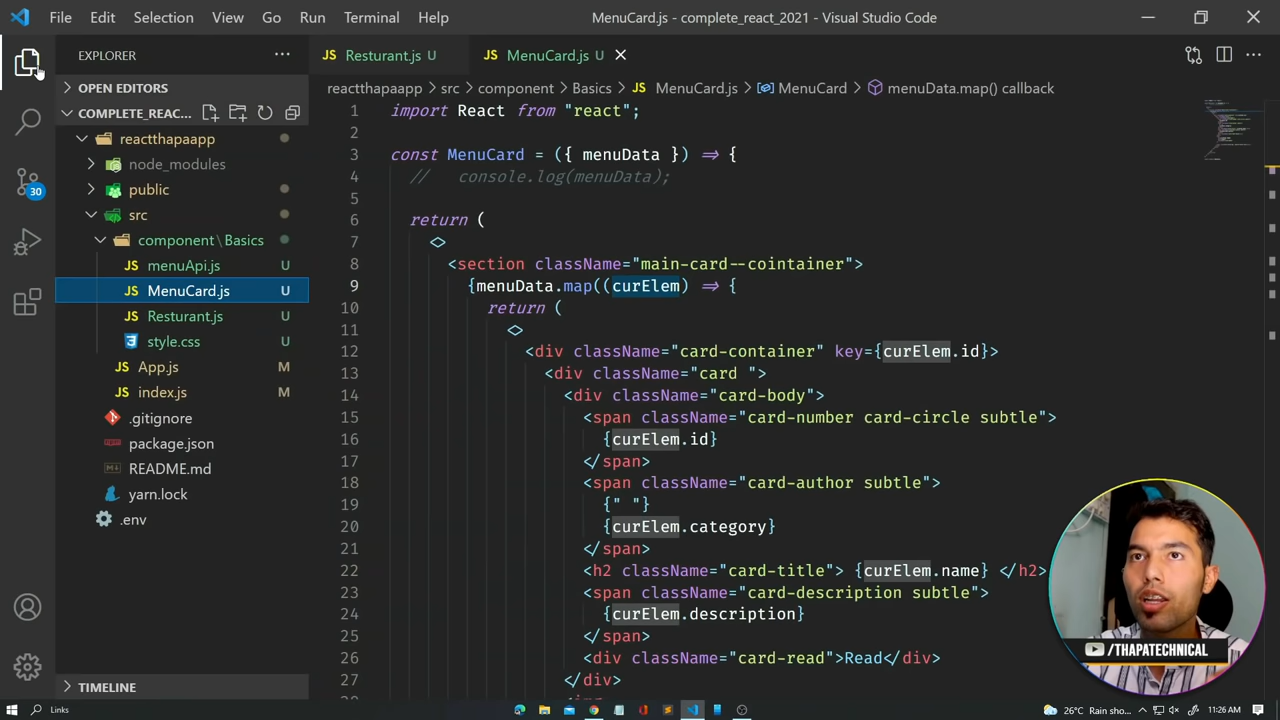 File Edit Selection View Go Run Terminal Help MenuCard.js - complete_react_2021 - Visual Studio Code
EXPLORER
JS Resturant.js U JS MenuCard.js U
OPEN EDITORS
COMPLETE_REAC...
reactthapaapp
node_modules
public
src
component\Basics
JS menuApi.js U
JS MenuCard.js U
JS Resturant.js U
style.css U
JS App.js M
JS index.js M
.gitignore
package.json
README.md
yarn.lock
.env
TIMELINE
30
reactthapaapp > src > component > Basics > JS MenuCard.js > MenuCard > menuData.map() callback
1 import React from "react";
2
3 const MenuCard = ({ menuData }) => {
4 // console.log(menuData);
5
6 return (
7 <>
8 <section className="main-card--cointainer">
9 {menuData.map((curElem) => {
10 return (
11 <>
12 <div className="card-container" key={curElem.id}>
13 <div className="card ">
14 <div className="card-body">
15 <span className="card-number card-circle subtle">
16 {curElem.id}
17 </span>
18 <span className="card-author subtle">
19 {" "}
20 {curElem.category}
21 </span>
22 <h2 className="card-title"> {curElem.name} </h2>
23 <span className="card-description subtle">
24 {curElem.description}
25 </span>
26 <div className="card-read">Read</div>
27 </div>
28 <img
/THAPATECHNICAL
Links 26°C Rain sho... 11:26 AM